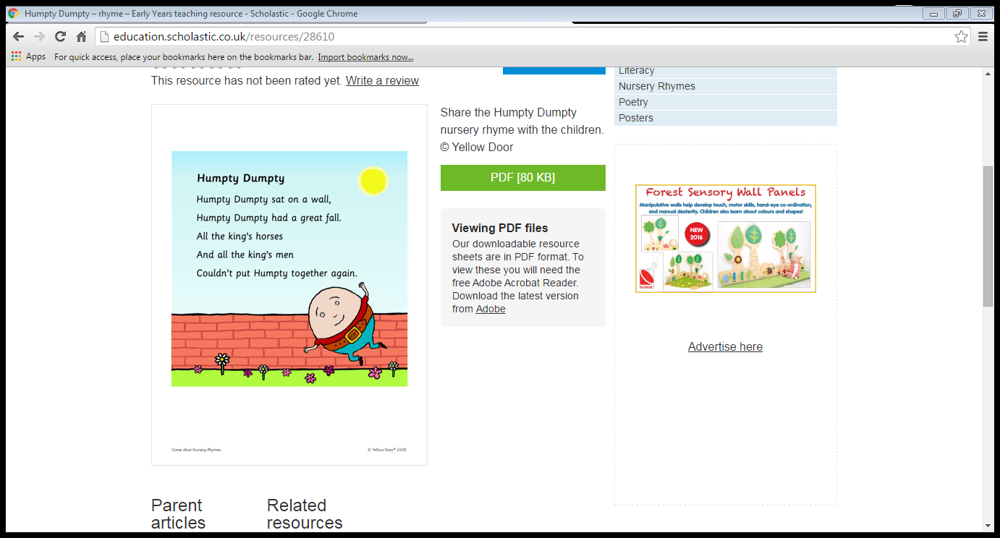 Humpty Dumpty – rhyme – Early Years teaching resource - Scholastic - Google Chrome
education.scholastic.co.uk/resources/28610
Apps For quick access, place your bookmarks here on the bookmarks bar. Import bookmarks now...
This resource has not been rated yet. Write a review
Humpty Dumpty
Humpty Dumpty sat on a wall,
Humpty Dumpty had a great fall.
All the king's horses
And all the king's men
Couldn't put Humpty together again.
Come-Alive Nursery Rhymes
© Yellow Door® 2008
Share the Humpty Dumpty
nursery rhyme with the children.
© Yellow Door
PDF [80 KB]
Viewing PDF files
Our downloadable resource
sheets are in PDF format. To
view these you will need the
free Adobe Acrobat Reader.
Download the latest version
from Adobe
Literacy
Nursery Rhymes
Poetry
Posters
Forest Sensory Wall Panels
Manipulative walls help develop touch, motor skills, hand-eye co-ordination,
and manual dexterity. Children also learn about colours and shapes!
NEW
2016
Advertise here
Parent
articles
Related
resources